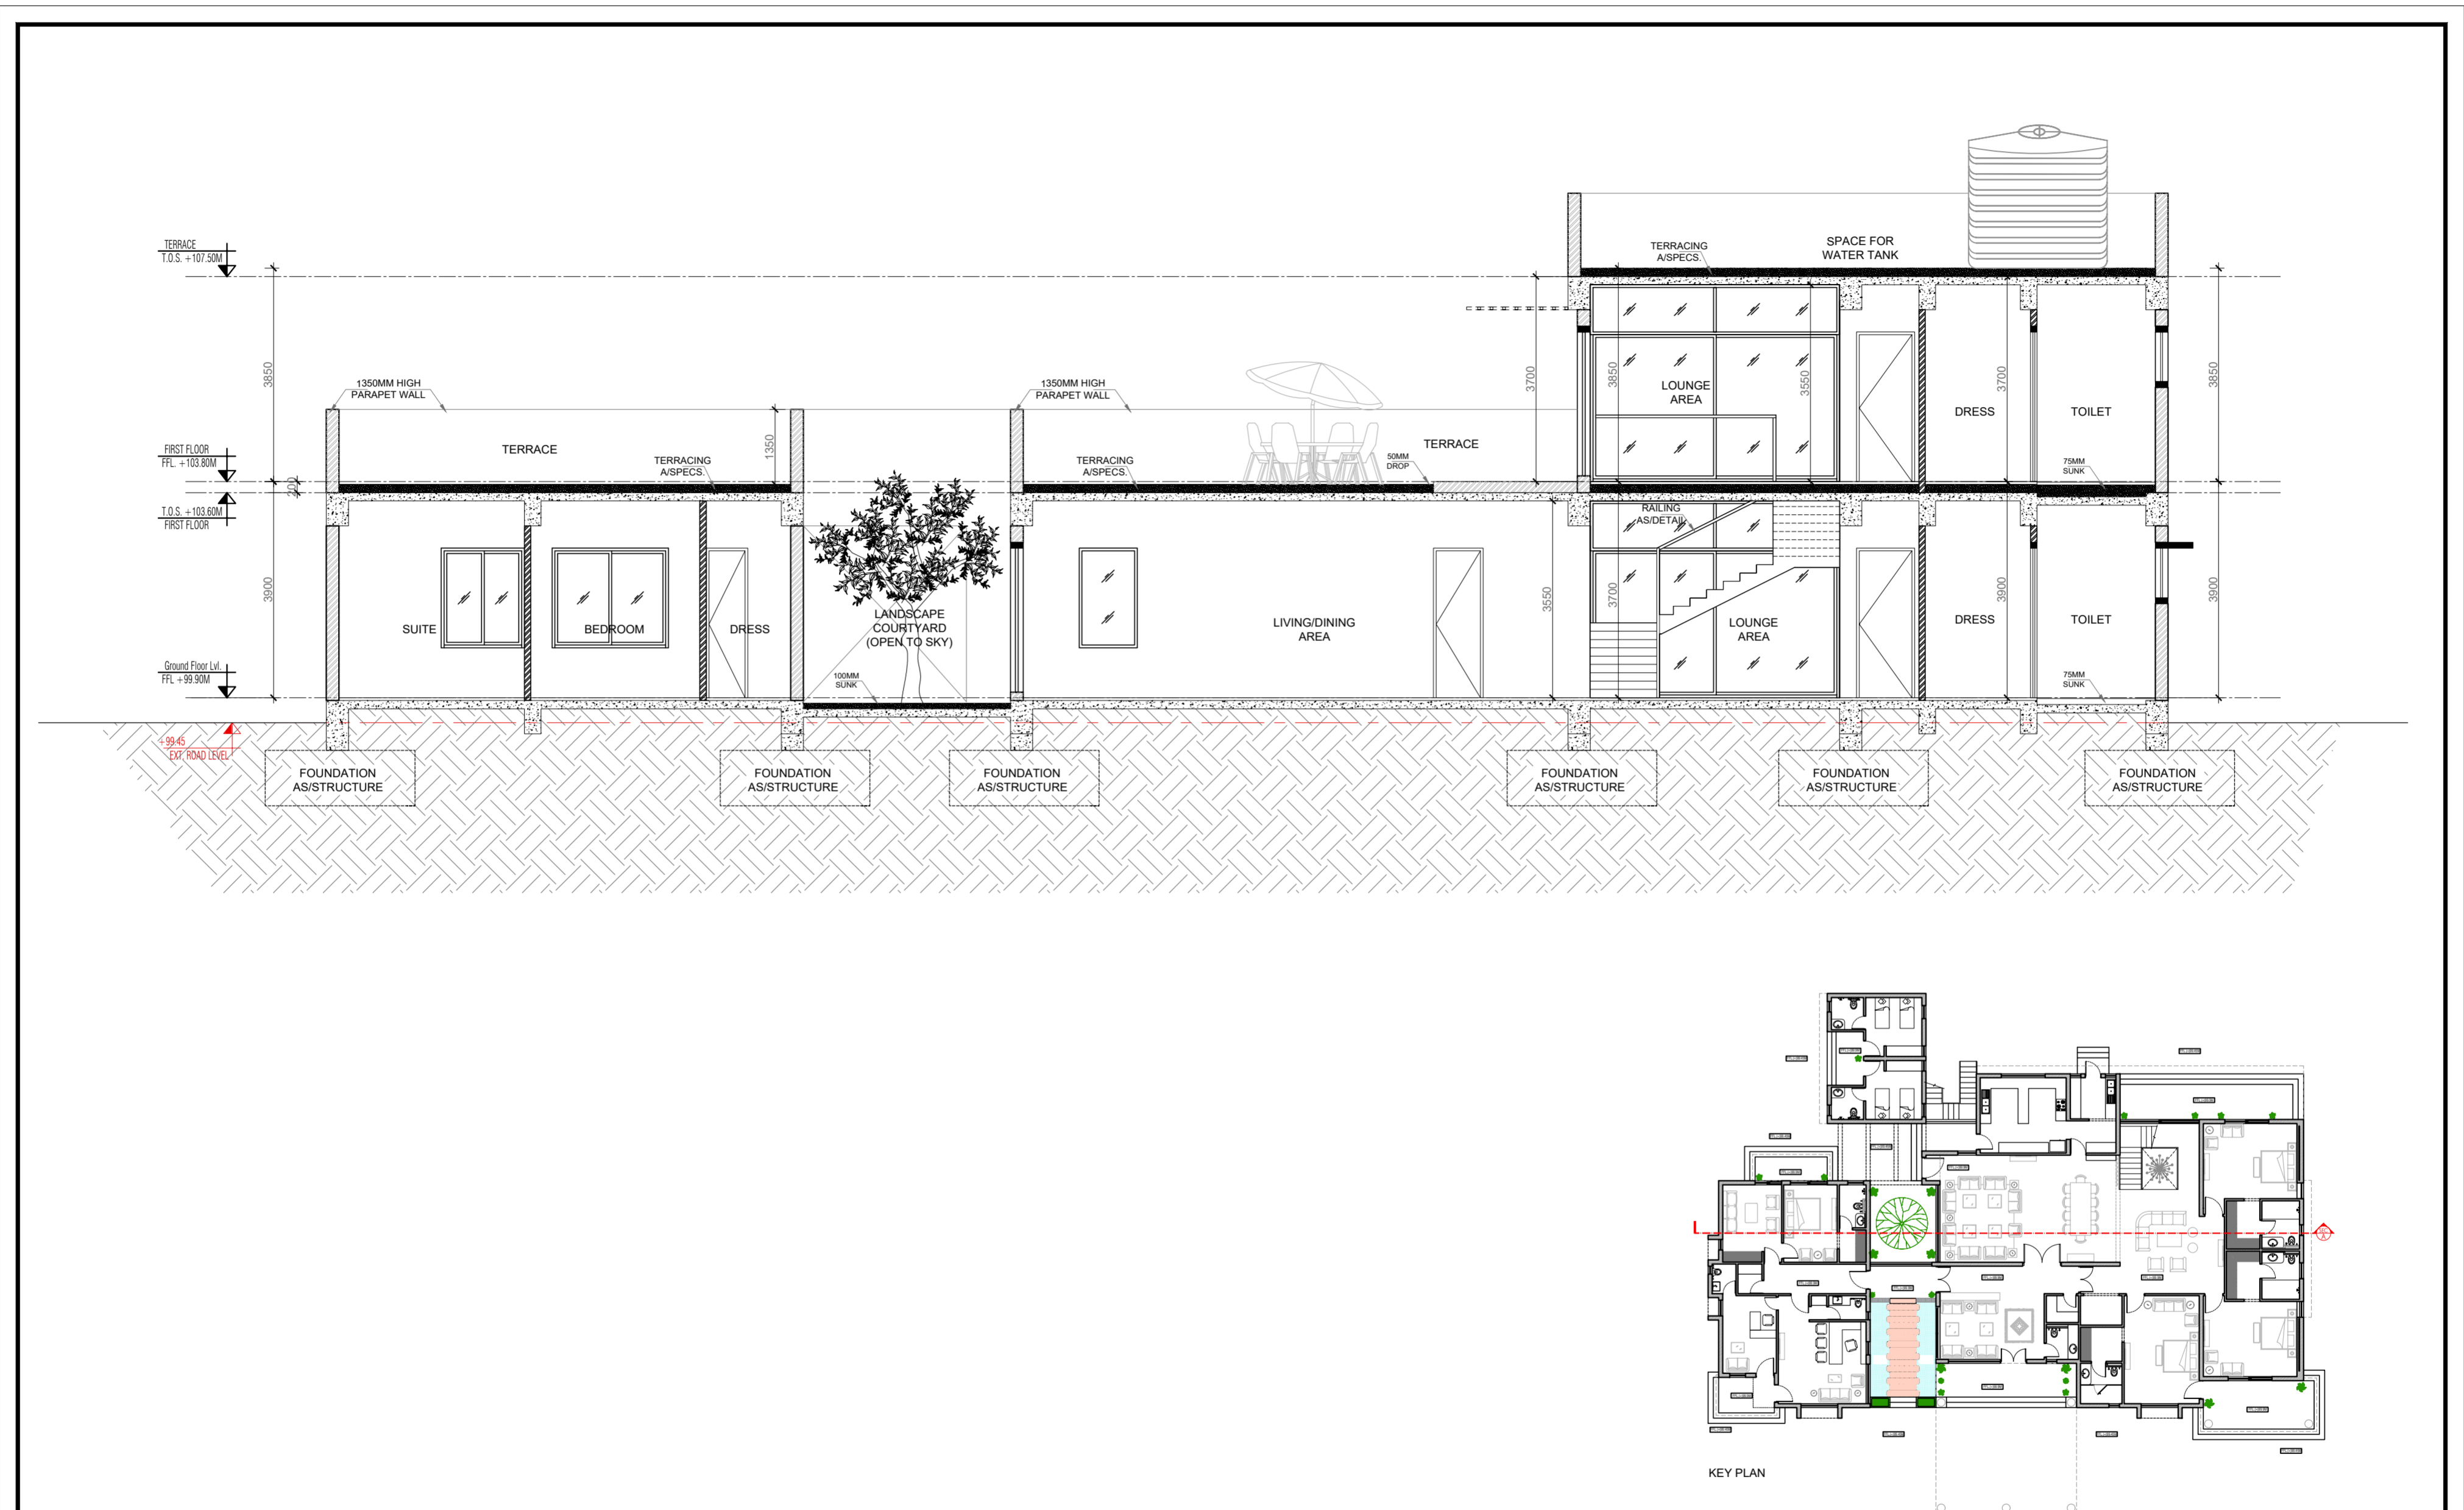 SPACE FOR
WATER TANK
TERRACING
A/SPECS.
TERRACE
T.O.S. +107.50M
3850
3700
3850
3550
3700
3850
LOUNGE
AREA
DRESS
TOILET
1350MM HIGH
PARAPET WALL
1350MM HIGH
PARAPET WALL
1350
TERRACE
TERRACE
FIRST FLOOR
FFL. +103.80M
TERRACING
A/SPECS.
TERRACING
A/SPECS.
50MM
DROP
75MM
SUNK
200
T.O.S. +103.60M
FIRST FLOOR
RAILING
AS/DETAIL
3900
3550
3700
3900
3900
SUITE
BEDROOM
DRESS
LANDSCAPE
COURTYARD
(OPEN TO SKY)
LIVING/DINING
AREA
LOUNGE
AREA
DRESS
TOILET
Ground Floor Lvl.
FFL +99.90M
100MM
SUNK
75MM
SUNK
+99.45
EXT. ROAD LEVEL
FOUNDATION
AS/STRUCTURE
FOUNDATION
AS/STRUCTURE
FOUNDATION
AS/STRUCTURE
FOUNDATION
AS/STRUCTURE
FOUNDATION
AS/STRUCTURE
FOUNDATION
AS/STRUCTURE
KEY PLAN